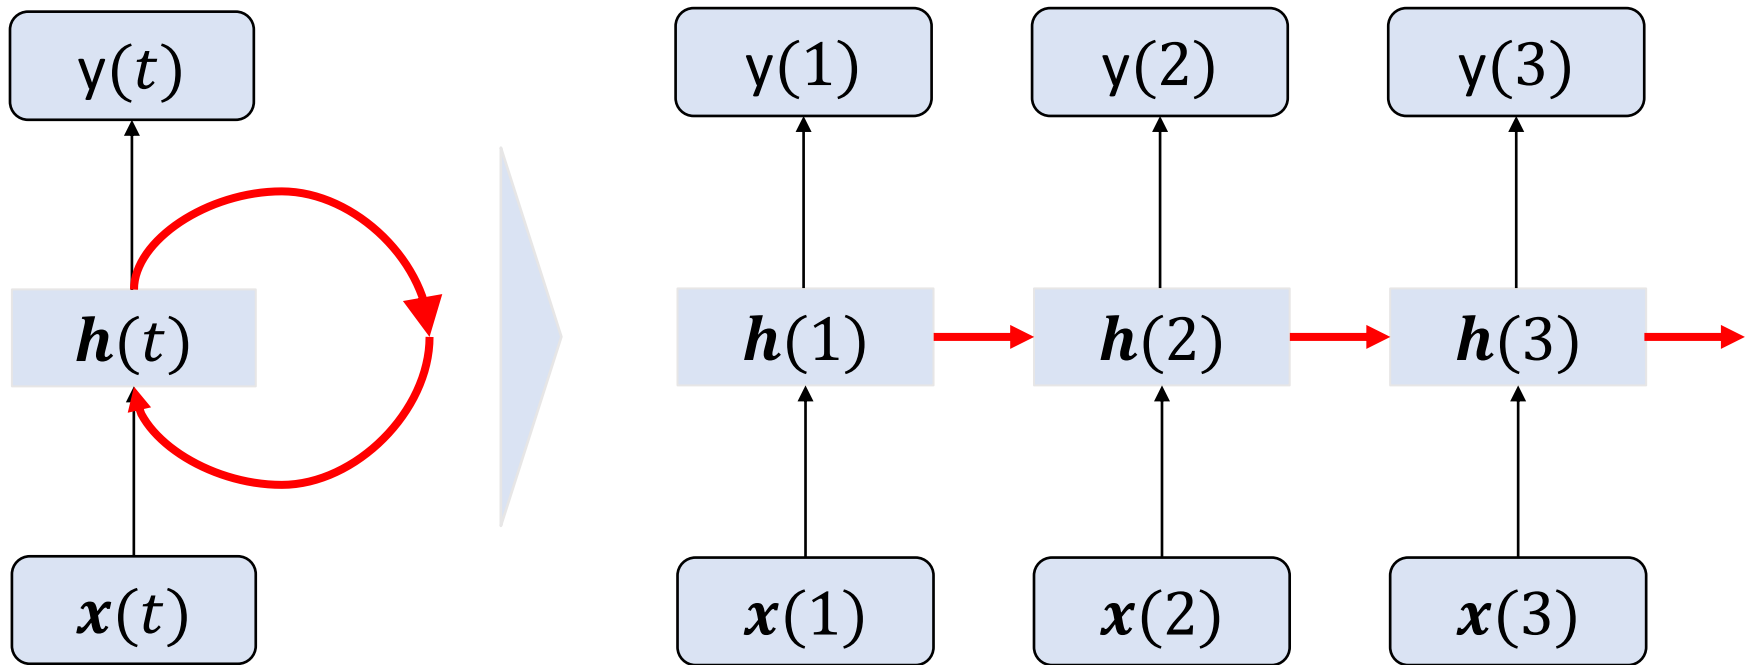 y(t)
y(1)
y(2)
y(3)
h(t)
h(1)
h(2)
h(3)
x(t)
x(1)
x(2)
x(3)